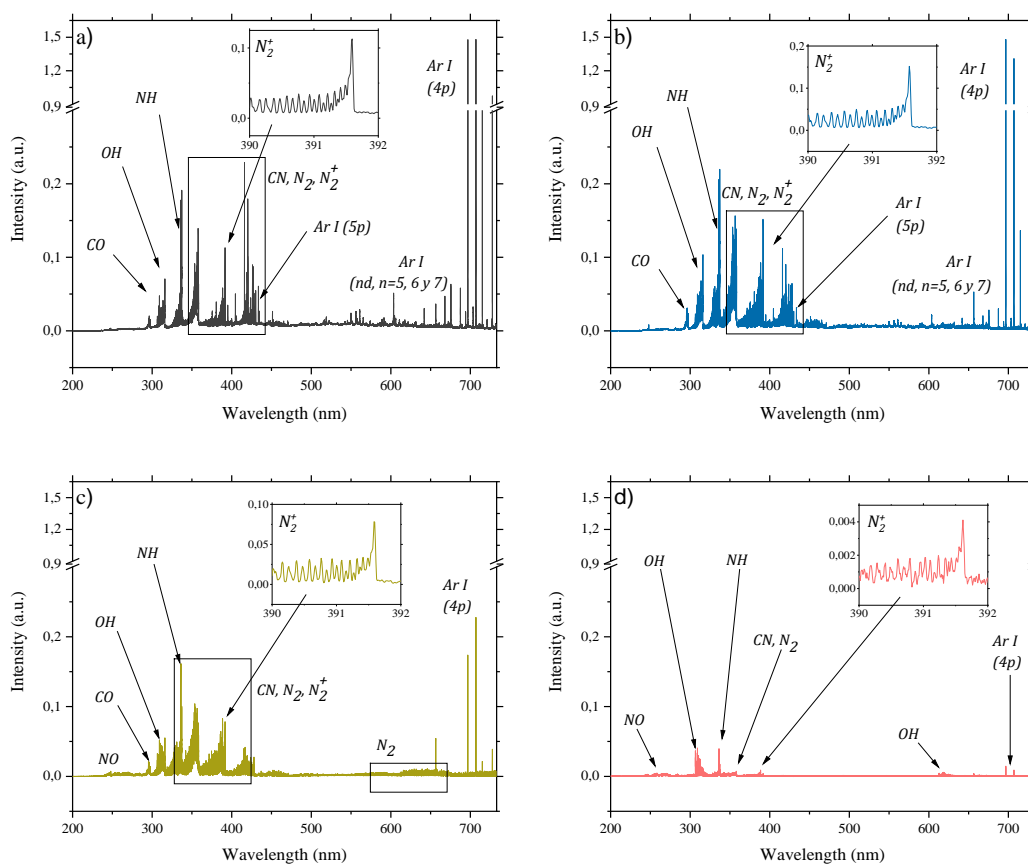 a)
N₂⁺
0,1
0,0
390 391 392
Ar I
(4p)
NH
OH
CO
CN, N₂, N₂⁺
Ar I (5p)
Ar I
(nd, n=5, 6 y 7)
1,5
1,2
0,9
0,2
0,1
0,0
Intensity (a.u.)
200 300 400 500 600 700
Wavelength (nm)
b)
N₂⁺
0,2
0,1
0,0
390 391 392
Ar I
(4p)
NH
OH
CO
CN, N₂, N₂⁺
Ar I
(5p)
Ar I
(nd, n=5, 6 y 7)
1,5
1,2
0,9
0,2
0,1
0,0
Intensity (a.u.)
200 300 400 500 600 700
Wavelength (nm)
c)
N₂⁺
0,10
0,05
0,00
390 391 392
Ar I
(4p)
NH
OH
CO
NO
CN, N₂, N₂⁺
N₂
1,5
1,2
0,9
0,2
0,1
0,0
Intensity (a.u.)
200 300 400 500 600 700
Wavelength (nm)
d)
N₂⁺
0,004
0,002
0,000
390 391 392
OH
NH
CN, N₂
NO
OH
Ar I
(4p)
1,5
1,2
0,9
0,2
0,1
0,0
Intensity (a.u.)
200 300 400 500 600 700
Wavelength (nm)